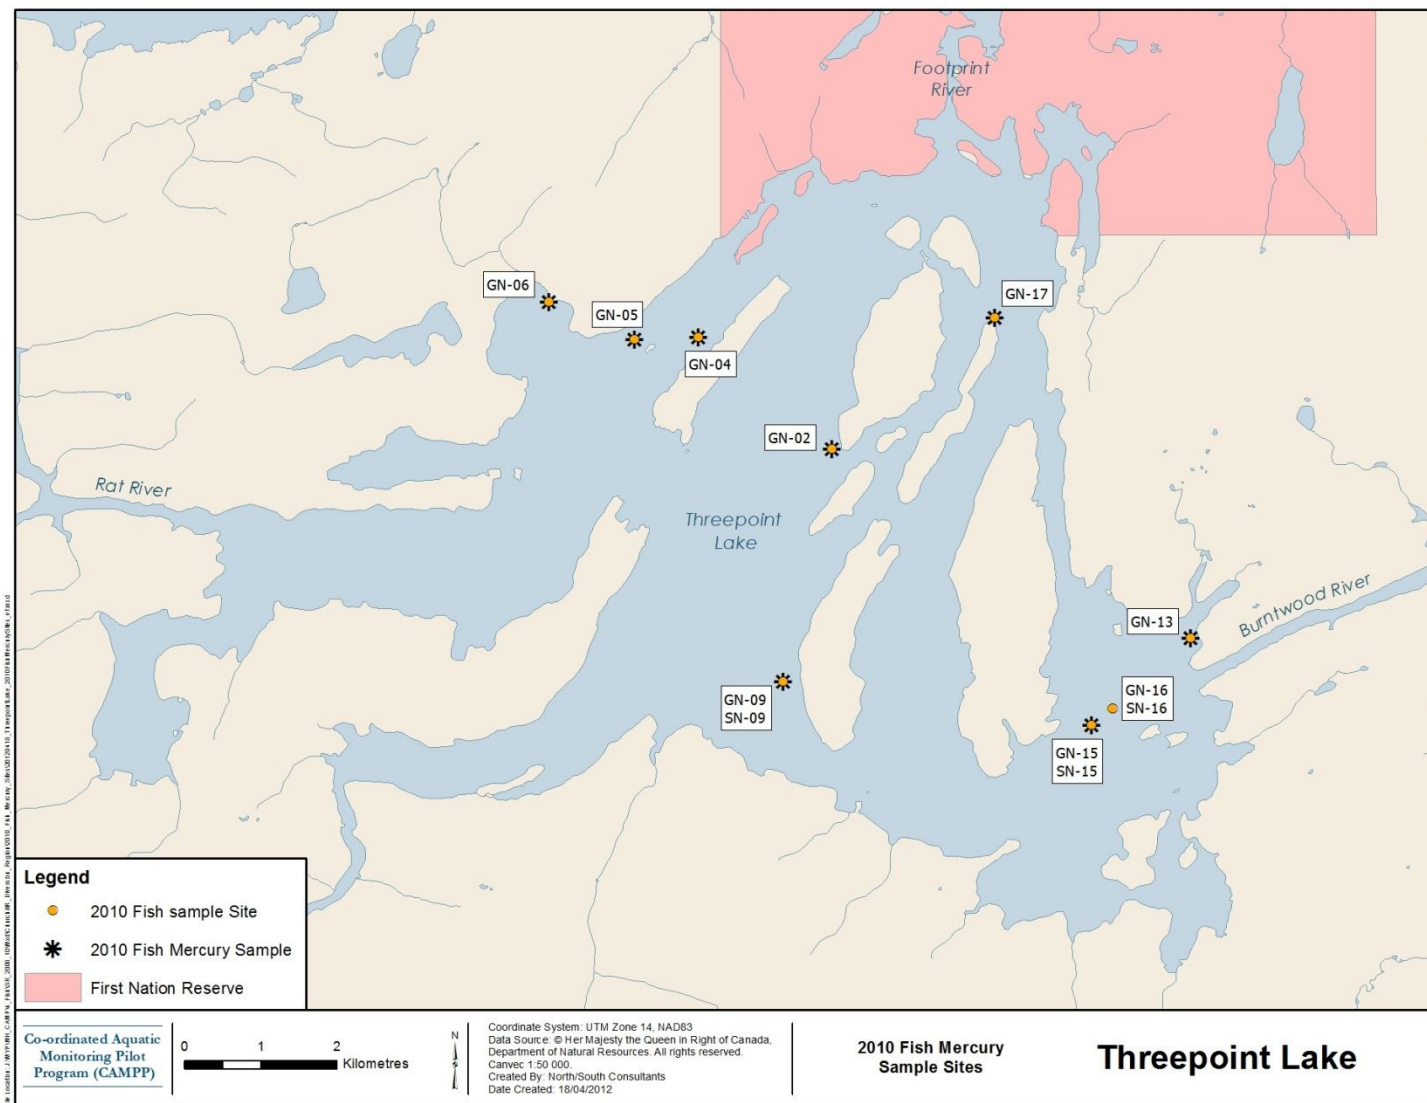 Footprint
River
GN-06
GN-17
GN-05
GN-04
GN-02
Rat River
Threepoint
Lake
Burntwood River
GN-13
GN-09
SN-09
GN-16
SN-16
GN-15
SN-15
Legend
2010 Fish sample Site
2010 Fish Mercury Sample
First Nation Reserve
Co-ordinated Aquatic
Monitoring Pilot
Program (CAMPP)
0 1 2
Kilometres
N
Coordinate System: UTM Zone 14, NAD83
Data Source: © Her Majesty the Queen in Right of Canada,
Department of Natural Resources. All rights reserved.
Canvec 1:50 000.
Created By: North/South Consultants
Date Created: 18/04/2012
2010 Fish Mercury
Sample Sites
Threepoint Lake